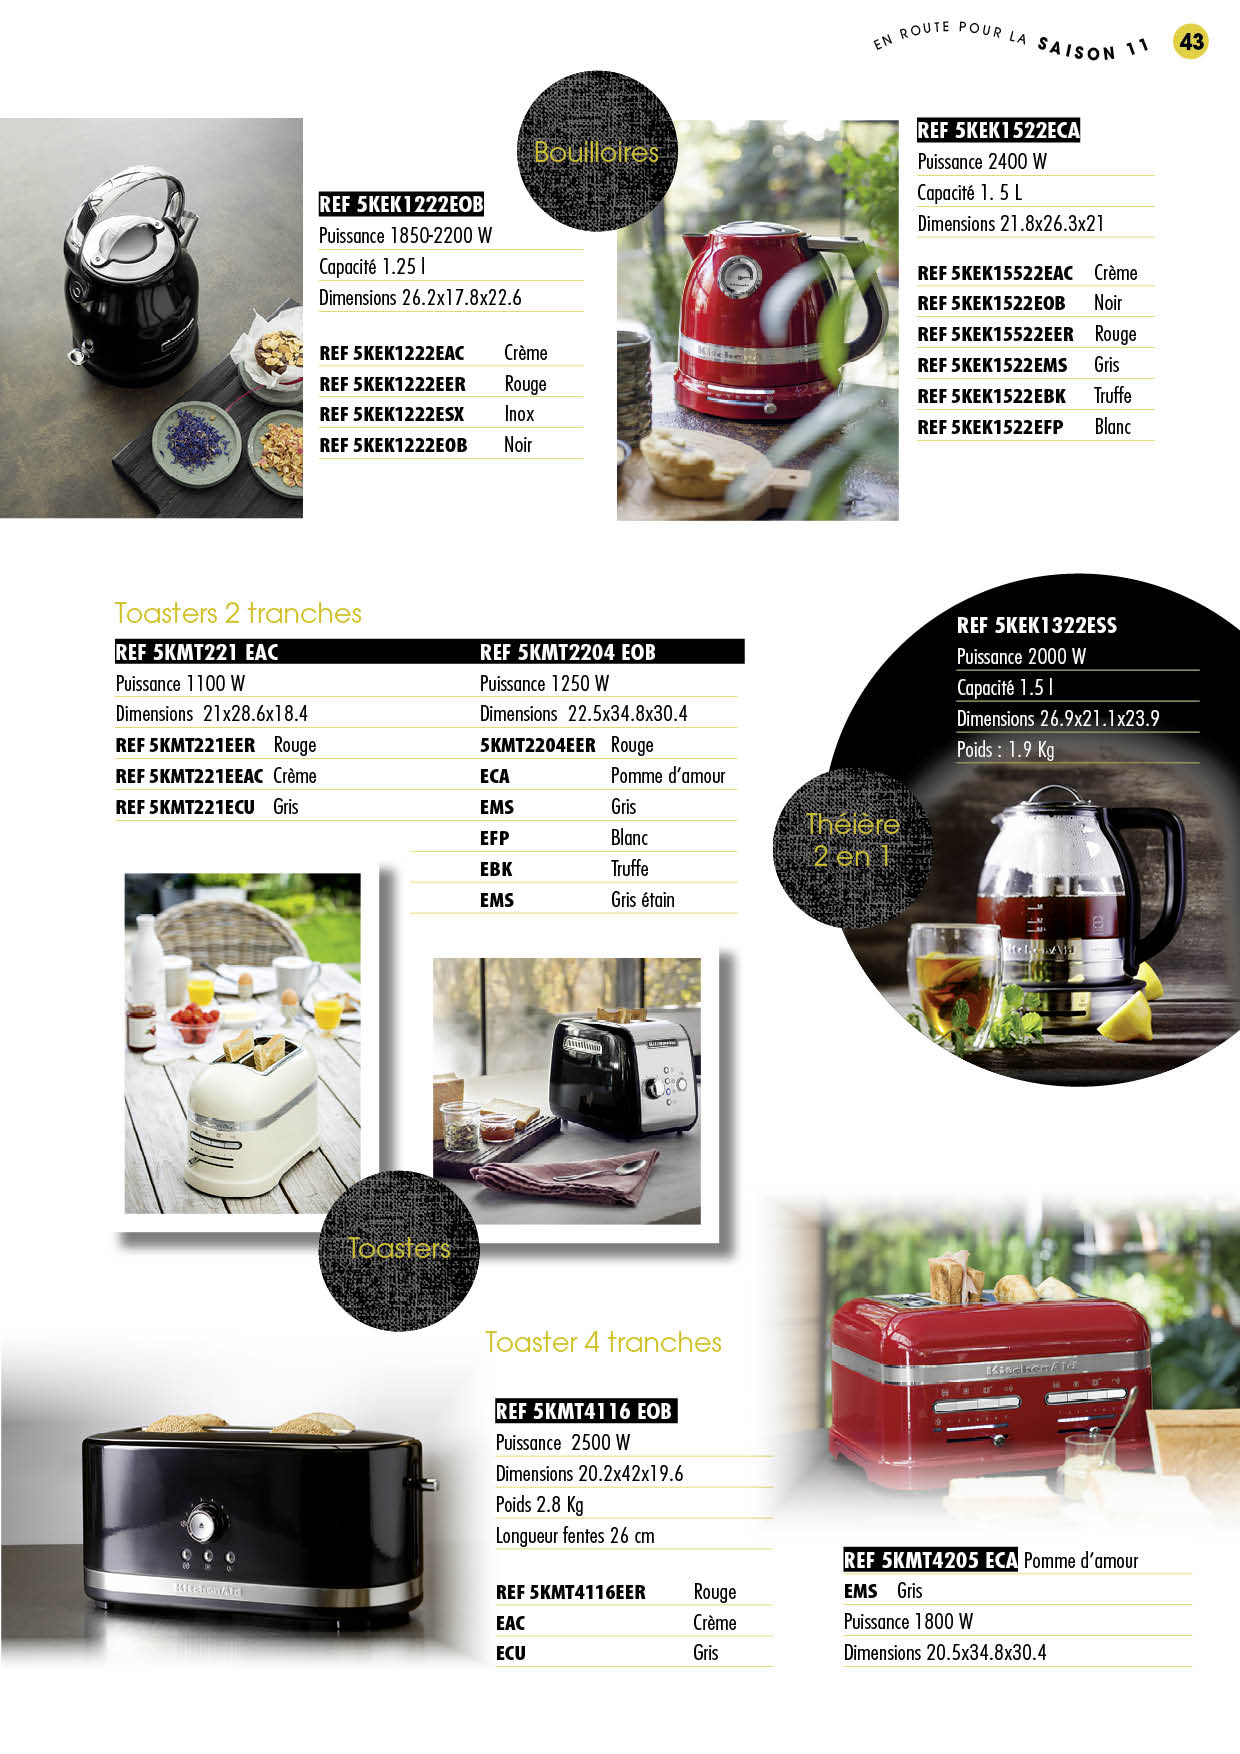 EN ROUTE POUR LA SAISON 11 43
Bouilloires
REF 5KEK1222EOB
Puissance 1850-2200 W
Capacité 1.25 l
Dimensions 26.2x17.8x22.6
REF 5KEK1222EAC Crème
REF 5KEK1222EER Rouge
REF 5KEK1222ESX Inox
REF 5KEK1222EOB Noir
KitchenAid
REF 5KEK1522ECA
Puissance 2400 W
Capacité 1. 5 L
Dimensions 21.8x26.3x21
REF 5KEK15522EAC Crème
REF 5KEK1522EOB Noir
REF 5KEK15522EER Rouge
REF 5KEK1522EMS Gris
REF 5KEK1522EBK Truffe
REF 5KEK1522EFP Blanc
Toasters 2 tranches
REF 5KMT221 EAC
Puissance 1100 W
Dimensions 21x28.6x18.4
REF 5KMT221EER Rouge
REF 5KMT221EEAC Crème
REF 5KMT221ECU Gris
REF 5KMT2204 EOB
Puissance 1250 W
Dimensions 22.5x34.8x30.4
5KMT2204EER Rouge
ECA Pomme d’amour
EMS Gris
EFP Blanc
EBK Truffe
EMS Gris étain
REF 5KEK1322ESS
Puissance 2000 W
Capacité 1.5 l
Dimensions 26.9x21.1x23.9
Poids : 1.9 Kg
Théière
2 en 1
KitchenAid
Toasters
Toaster 4 tranches
REF 5KMT4116 EOB
Puissance 2500 W
Dimensions 20.2x42x19.6
Poids 2.8 Kg
Longueur fentes 26 cm
REF 5KMT4116EER Rouge
EAC Crème
ECU Gris
KitchenAid
KitchenAid
REF 5KMT4205 ECA Pomme d’amour
EMS Gris
Puissance 1800 W
Dimensions 20.5x34.8x30.4